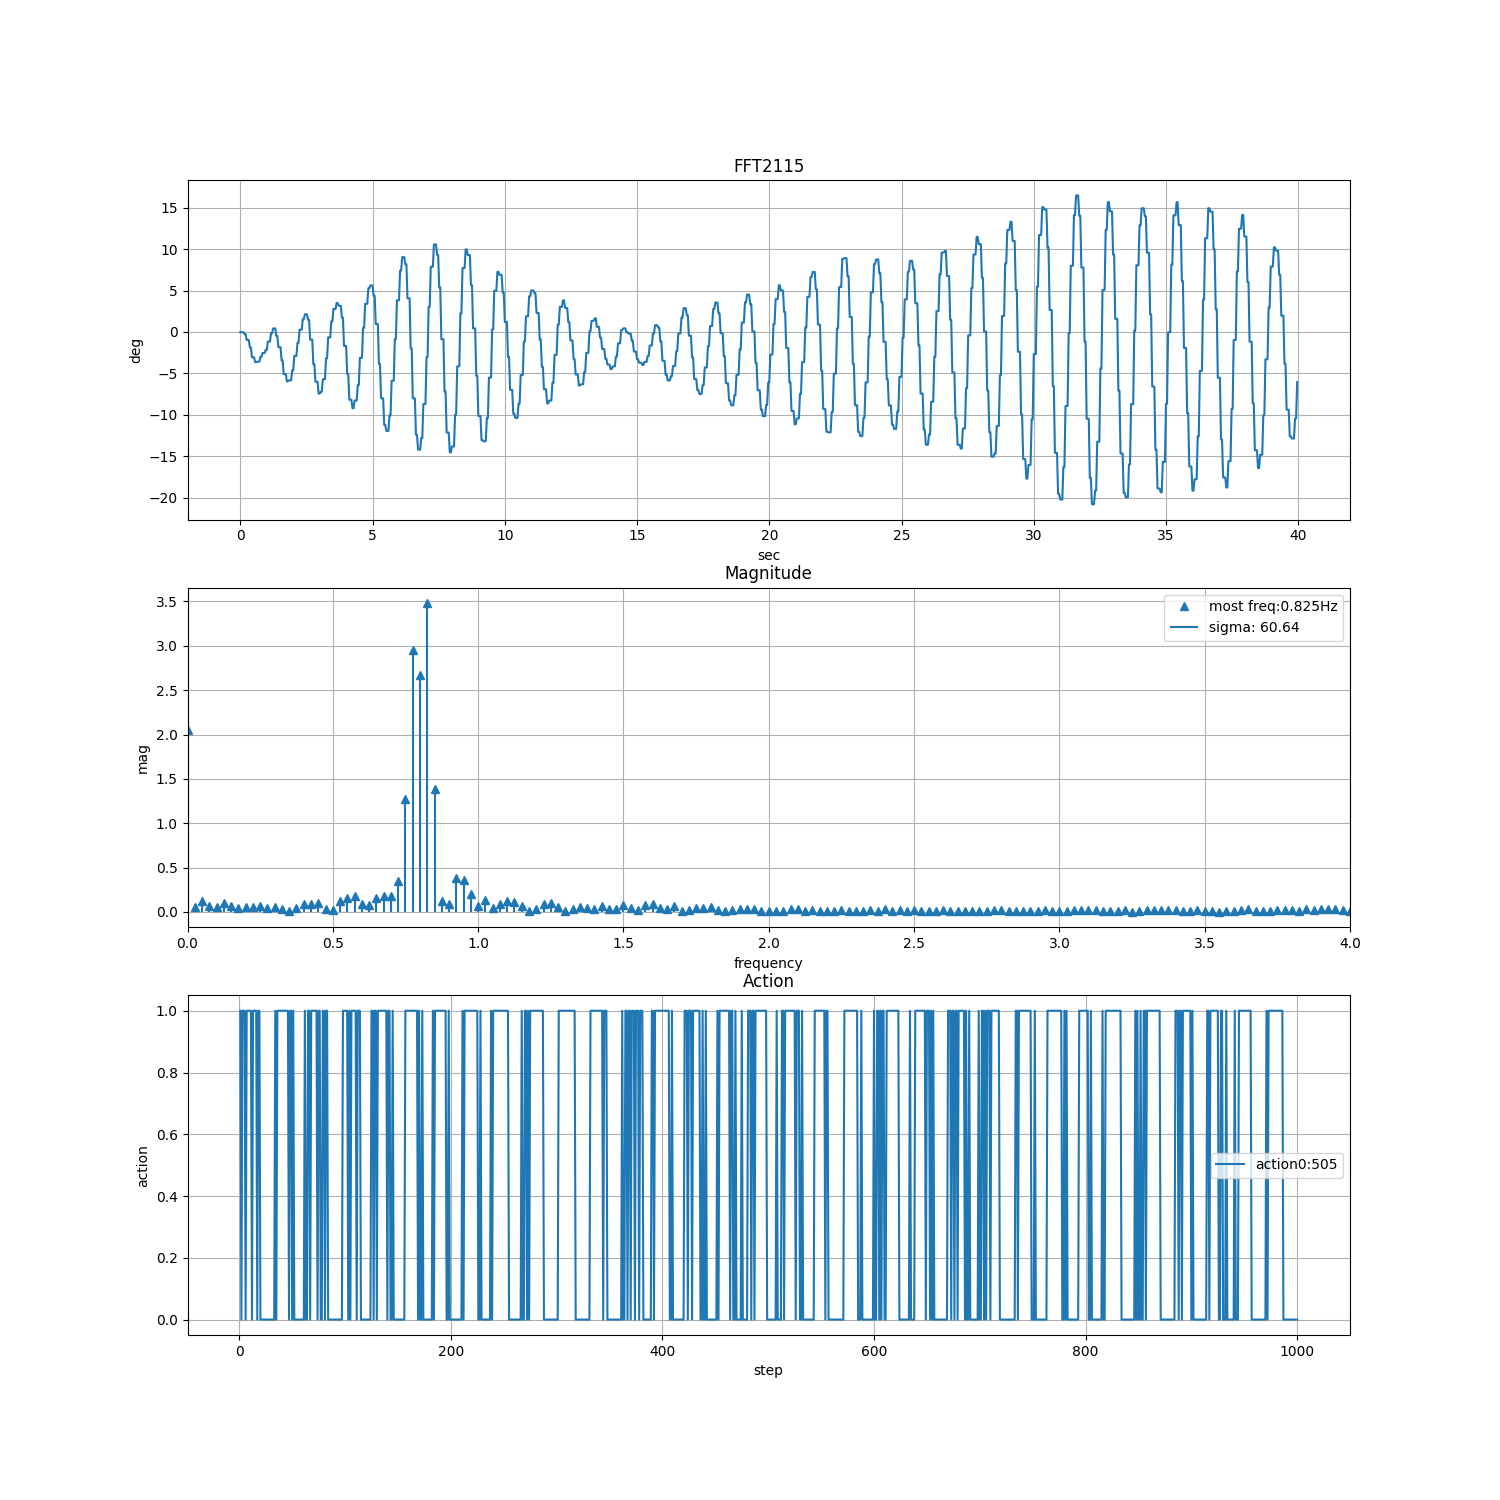 FFT2115
15
10
5
0
−5
−10
−15
−20
deg
0 5 10 15 20 25 30 35 40
sec
Magnitude
3.5
3.0
2.5
2.0
1.5
1.0
0.5
0.0
mag
most freq:0.825Hz
sigma: 60.64
0.0 0.5 1.0 1.5 2.0 2.5 3.0 3.5 4.0
frequency
Action
1.0
0.8
0.6
0.4
0.2
0.0
action
action0:505
0 200 400 600 800 1000
step